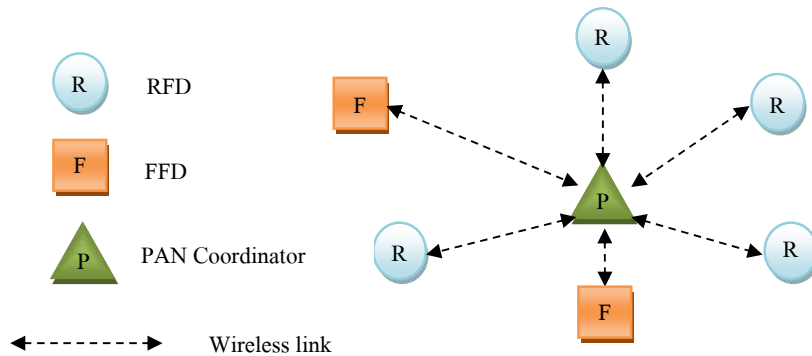 R RFD
F FFD
P PAN Coordinator
Wireless link
R
F
R
P
R
R
F